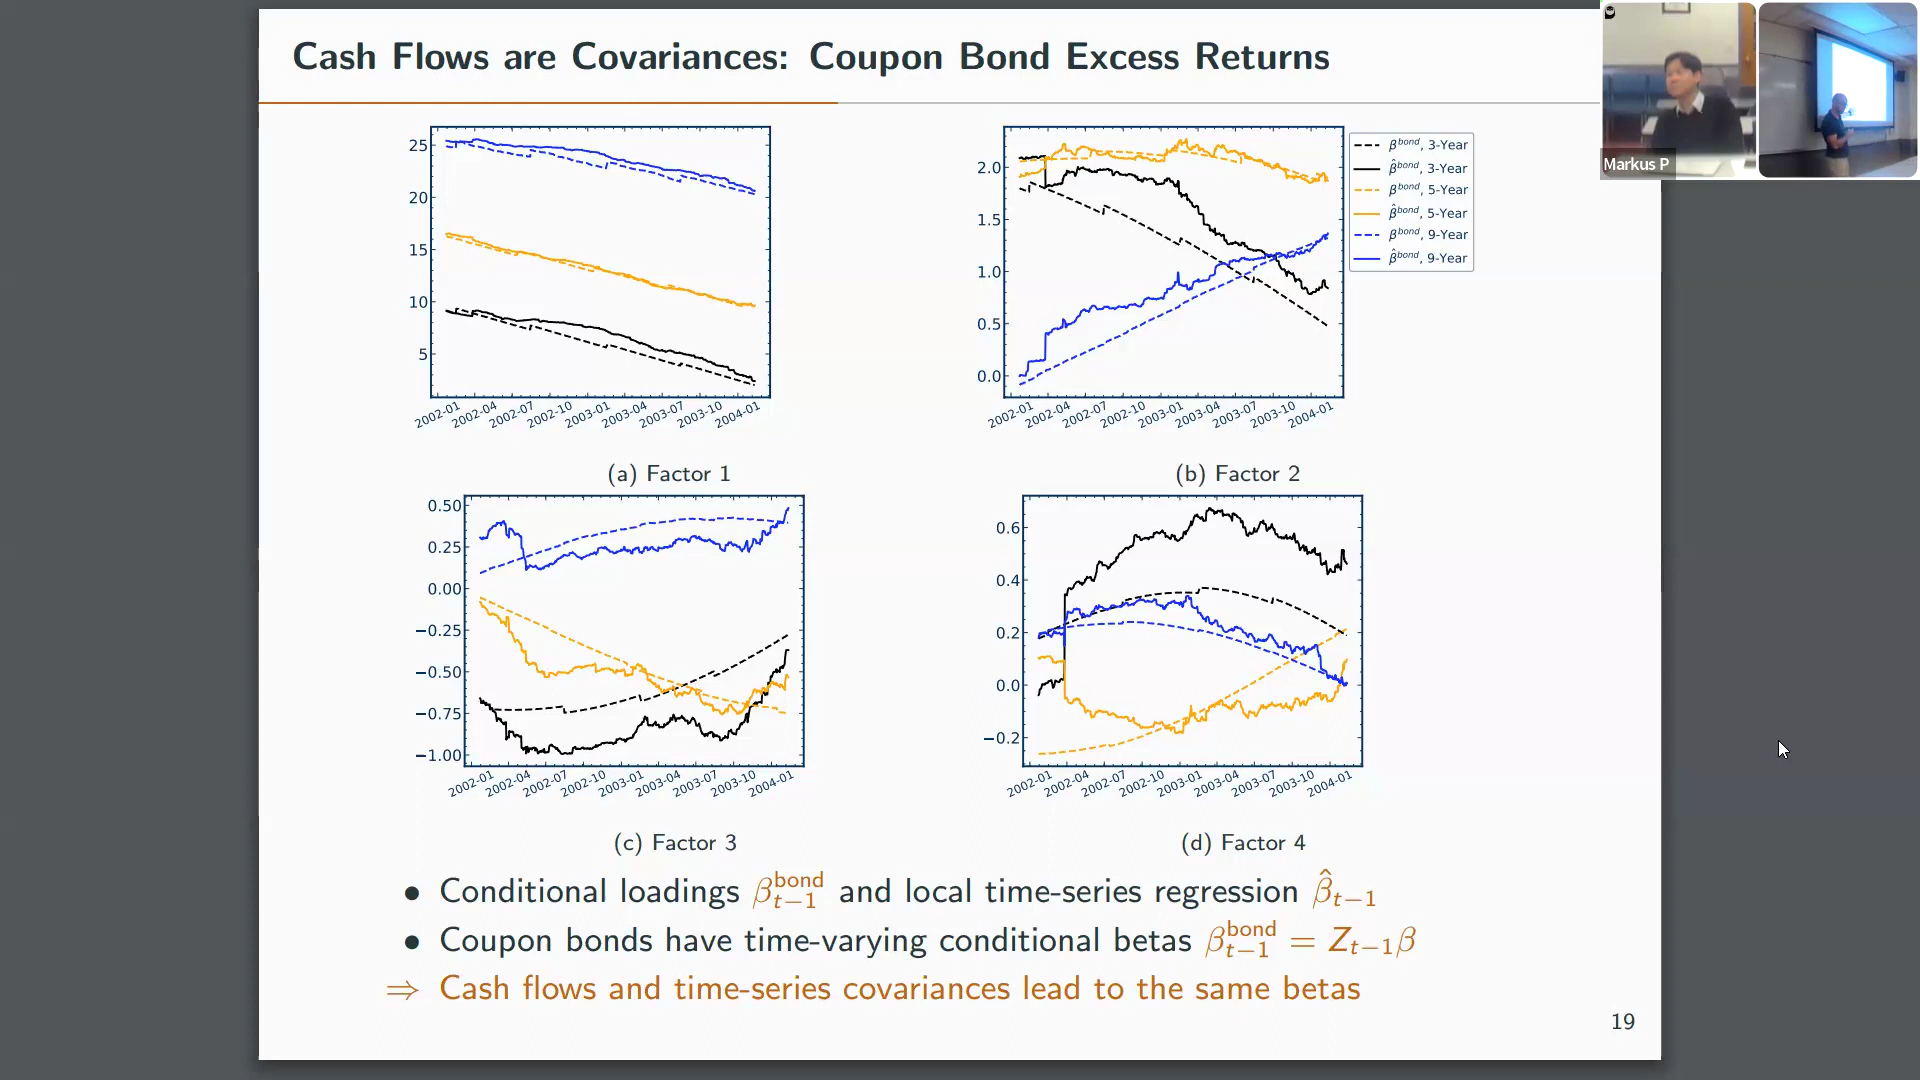 Cash Flows are Covariances: Coupon Bond Excess Returns
Markus P
25
20
15
10
5
2002-01 2002-04 2002-07 2002-10 2003-01 2003-04 2003-07 2003-10 2004-01
(a) Factor 1
2.0
1.5
1.0
0.5
0.0
2002-01 2002-04 2002-07 2002-10 2003-01 2003-04 2003-07 2003-10 2004-01
β^bond, 3-Year
β̂^bond, 3-Year
β^bond, 5-Year
β̂^bond, 5-Year
β^bond, 9-Year
β̂^bond, 9-Year
(b) Factor 2
0.50
0.25
0.00
−0.25
−0.50
−0.75
−1.00
2002-01 2002-04 2002-07 2002-10 2003-01 2003-04 2003-07 2003-10 2004-01
(c) Factor 3
0.6
0.4
0.2
0.0
−0.2
2002-01 2002-04 2002-07 2002-10 2003-01 2003-04 2003-07 2003-10 2004-01
(d) Factor 4
• Conditional loadings β_{t−1}^{bond} and local time-series regression β̂_{t−1}
• Coupon bonds have time-varying conditional betas β_{t−1}^{bond} = Z_{t−1}β
⇒ Cash flows and time-series covariances lead to the same betas
19